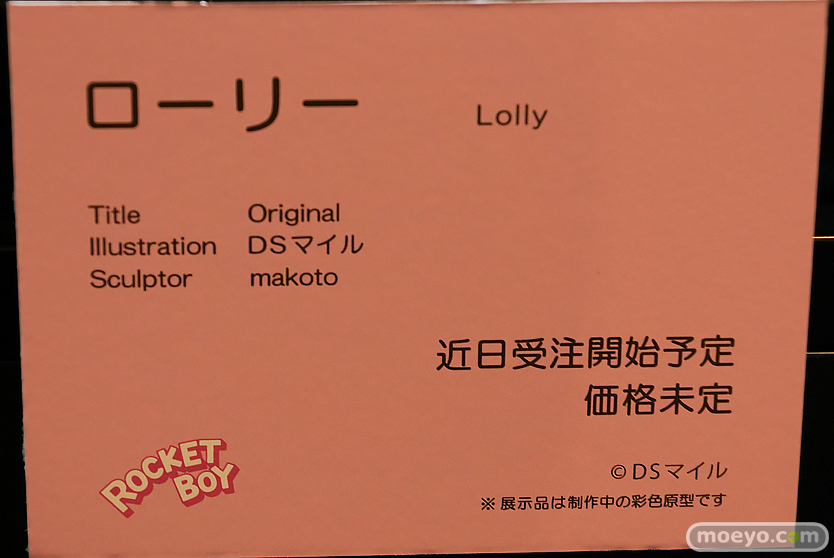 ローリー Lolly
Title Original
Illustration DSマイル
Sculptor makoto
近日受注開始予定
価格未定
ROCKET
BOY
©DSマイル
※展示品は制作中の彩色原型です
moeyo.com